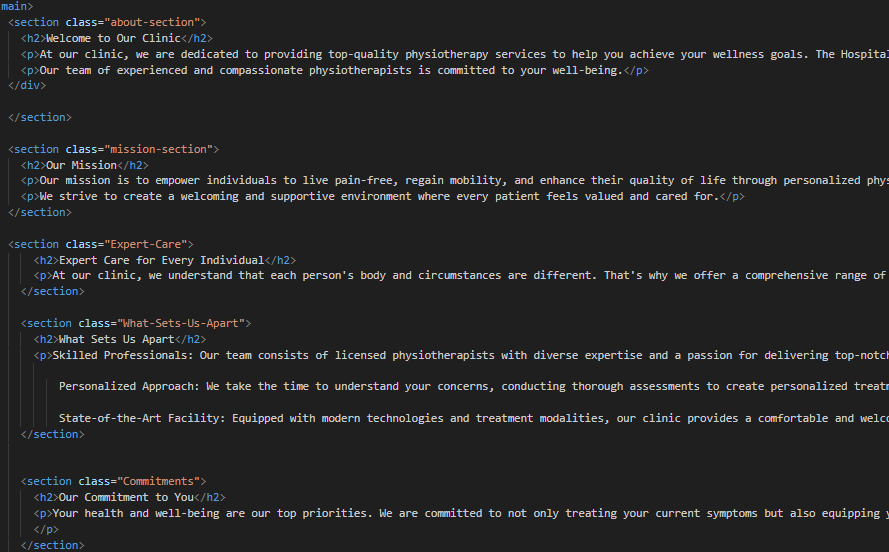 main>
<section class="about-section">
<h2>Welcome to Our Clinic</h2>
<p>At our clinic, we are dedicated to providing top-quality physiotherapy services to help you achieve your wellness goals. The Hospital
<p>Our team of experienced and compassionate physiotherapists is committed to your well-being.</p>
</div>
</section>
<section class="mission-section">
<h2>Our Mission</h2>
<p>Our mission is to empower individuals to live pain-free, regain mobility, and enhance their quality of life through personalized phys
<p>We strive to create a welcoming and supportive environment where every patient feels valued and cared for.</p>
</section>
<section class="Expert-Care">
<h2>Expert Care for Every Individual</h2>
<p>At our clinic, we understand that each person's body and circumstances are different. That's why we offer a comprehensive range of
</section>
<section class="What-Sets-Us-Apart">
<h2>What Sets Us Apart</h2>
<p>Skilled Professionals: Our team consists of licensed physiotherapists with diverse expertise and a passion for delivering top-notch
Personalized Approach: We take the time to understand your concerns, conducting thorough assessments to create personalized treatm
State-of-the-Art Facility: Equipped with modern technologies and treatment modalities, our clinic provides a comfortable and welco
</section>
<section class="Commitments">
<h2>Our Commitment to You</h2>
<p>Your health and well-being are our top priorities. We are committed to not only treating your current symptoms but also equipping y
</p>
</section>